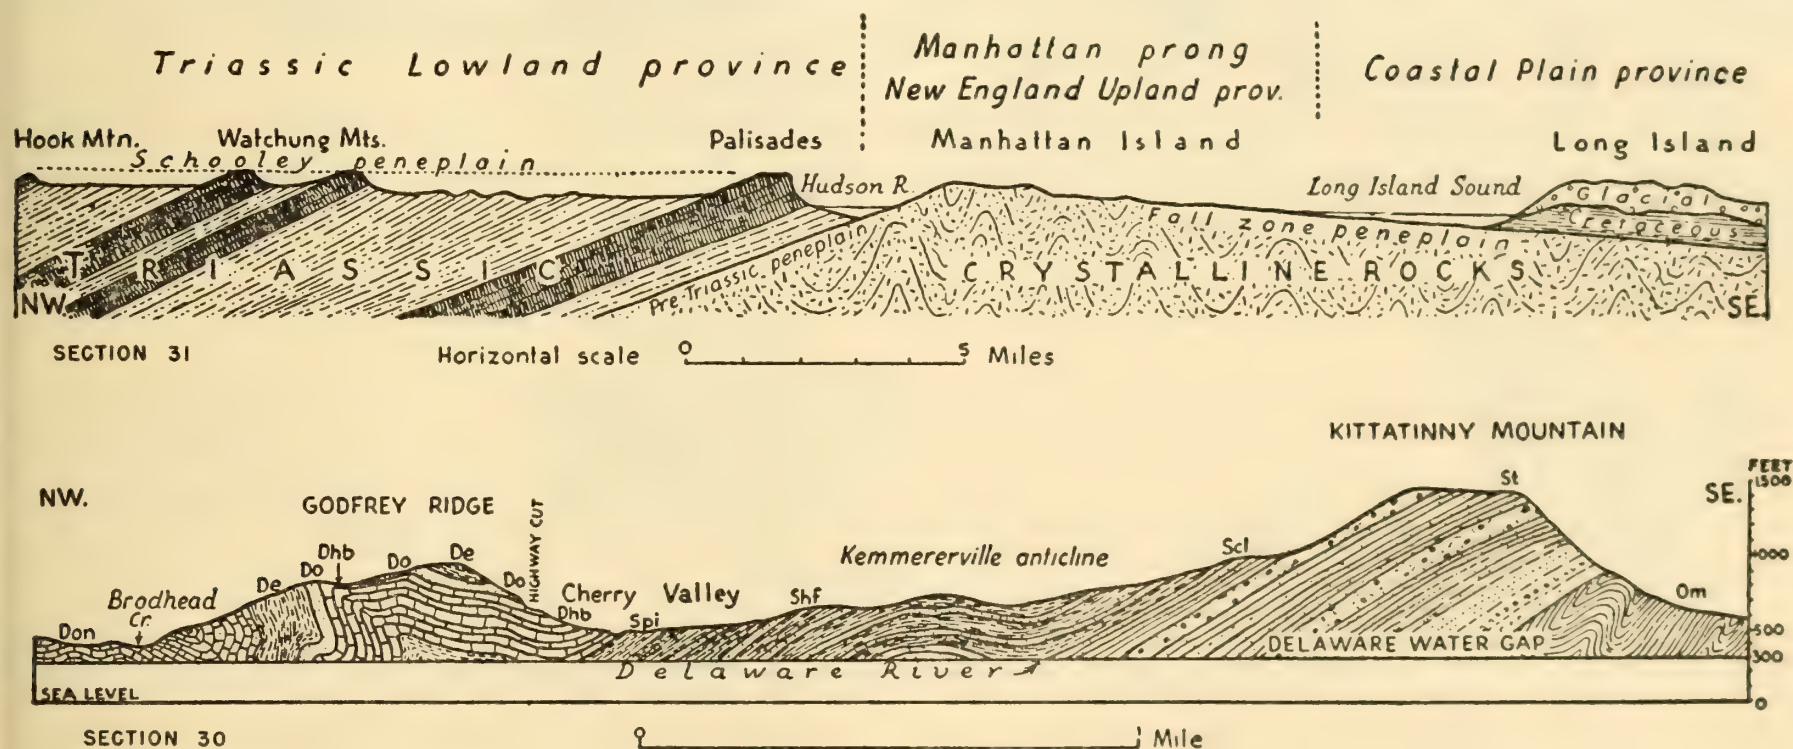 Triassic Lowland province
Manhattan prong
New England Upland prov.
Coastal Plain province
Hook Mtn.
Watchung Mts.
Palisades
Manhattan Island
Long Island
Schooley peneplain
Hudson R.
Long Island Sound
Glacial
Cretaceous
Fall zone peneplain
Pre Triassic peneplain
TRIASSIC
CRYSTALLINE ROCKS
NW.
SE.
SECTION 31
Horizontal scale
0
5 Miles
KITTATINNY MOUNTAIN
NW.
GODFREY RIDGE
HIGHWAY CUT
St
SE.
FEET
1500
Dhb
Do
Do
De
Kemmererville anticline
Scl
1000
De
Do
Brodhead
Cr.
Cherry Valley
Shf
Dhb
Om
Don
Spi
500
DELAWARE WATER GAP
300
Delaware River
SEA LEVEL
0
SECTION 30
0
1 Mile